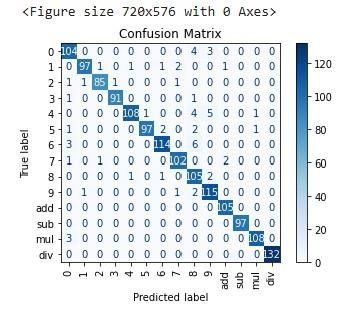 <Figure size 720x576 with 0 Axes>
Confusion Matrix
0 104 0 0 0 0 0 0 0 4 3 0 0 0 0
1 0 97 1 0 1 0 1 2 0 0 1 0 0 0
2 1 1 85 1 0 0 0 1 0 0 0 0 0 0
3 1 0 0 91 0 0 0 0 1 0 0 0 0 0
4 0 0 0 0 108 1 0 0 4 5 0 0 1 0
5 1 0 0 0 0 97 2 0 2 0 0 0 1 0
6 3 0 0 0 0 0 114 0 6 0 0 0 0 0
7 1 0 1 0 0 0 0 102 0 0 2 0 0 0
8 0 0 0 0 1 0 1 0 105 2 0 0 0 0
9 0 1 0 0 0 0 0 1 2 115 0 0 0 0
add 0 0 0 0 0 0 0 0 0 0 105 0 0 0
sub 0 0 0 0 0 0 0 0 0 0 0 97 0 0
mul 3 0 0 0 0 0 0 0 0 0 0 0 108 0
div 0 0 0 0 0 0 0 0 0 0 0 0 0 132
0 1 2 3 4 5 6 7 8 9 add sub mul div
Predicted label
True label
120
100
80
60
40
20
0